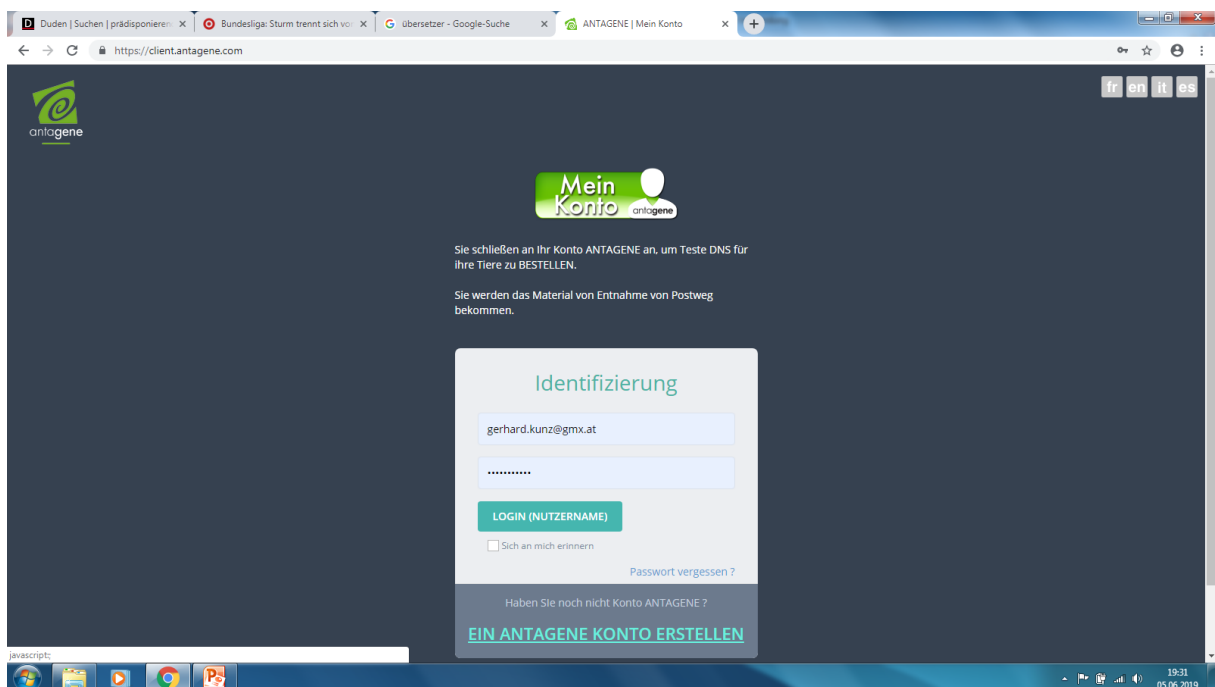 Duden | Suchen | prädisponieren
Bundesliga: Sturm trennt sich vor
übersetzer - Google-Suche
ANTAGENE | Mein Konto
https://client.antagene.com
fr en it es
antagene
Mein
Konto antagene
Sie schließen an Ihr Konto ANTAGENE an, um Teste DNS für
ihre Tiere zu BESTELLEN.
Sie werden das Material von Entnahme von Postweg
bekommen.
Identifizierung
gerhard.kunz@gmx.at
•••••••••••
LOGIN (NUTZERNAME)
Sich an mich erinnern
Passwort vergessen ?
Haben SIe noch nicht Konto ANTAGENE ?
EIN ANTAGENE KONTO ERSTELLEN
javascript:;
19:31
05.06.2019